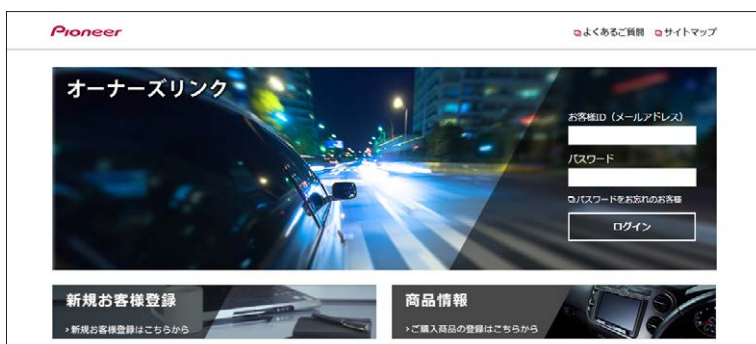 Pioneer
よくあるご質問 サイトマップ
オーナーズリンク
お客様ID（メールアドレス）
パスワード
パスワードをお忘れのお客様
ログイン
新規お客様登録
›新規お客様登録はこちらから
商品情報
›ご購入商品の登録はこちらから